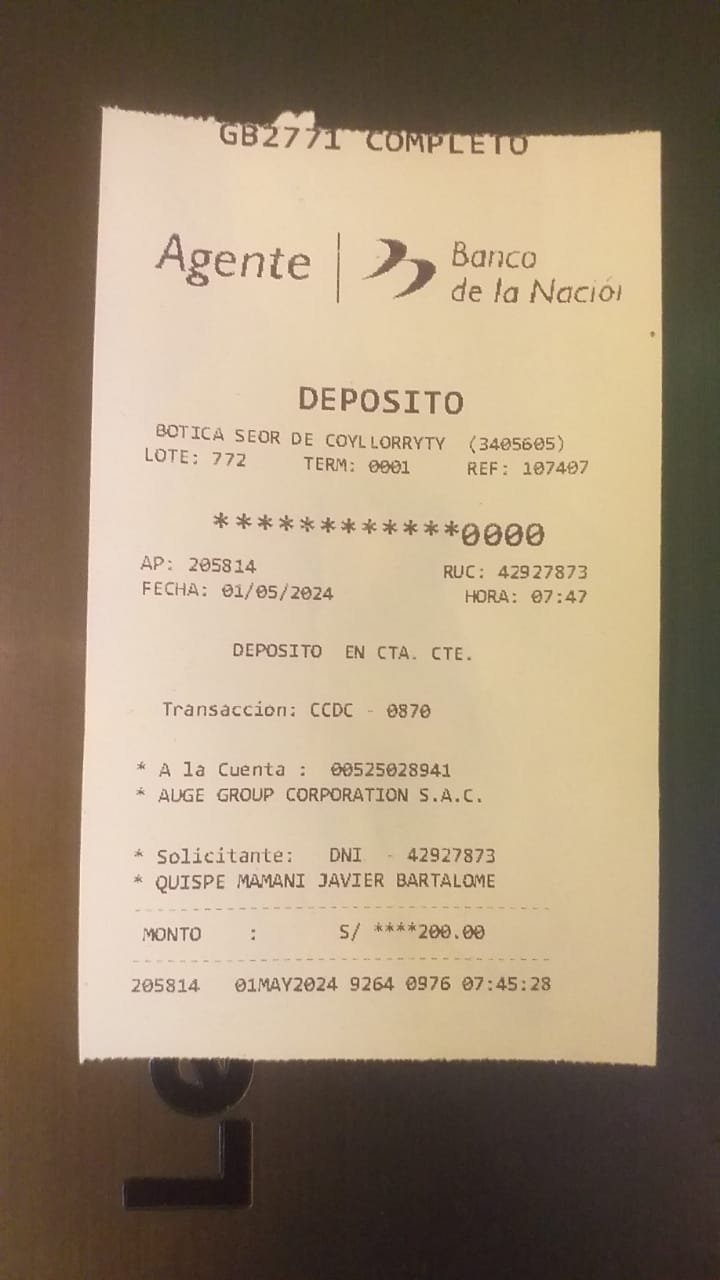 GB2771 COMPLETO
Agente | Banco
de la Nación
DEPOSITO
BOTICA SEOR DE COYLLORRYTY (3405605)
LOTE: 772 TERM: 0001 REF: 107407
************0000
AP: 205814 RUC: 42927873
FECHA: 01/05/2024 HORA: 07:47
DEPOSITO EN CTA. CTE.
Transaccion: CCDC - 0870
* A la Cuenta : 00525028941
* AUGE GROUP CORPORATION S.A.C.
* Solicitante: DNI - 42927873
* QUISPE MAMANI JAVIER BARTALOME
MONTO : S/ ****200.00
205814 01MAY2024 9264 0976 07:45:28
Le